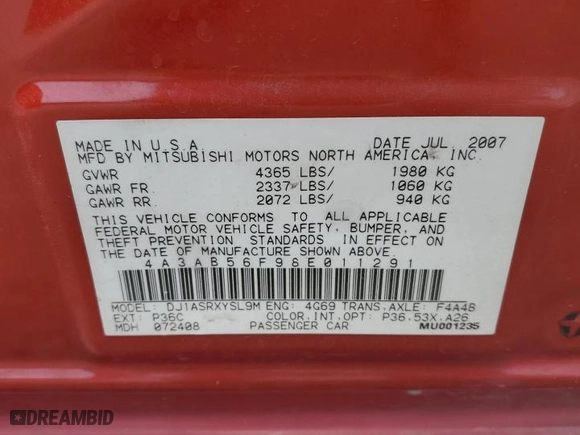 MADE IN U.S.A DATE JUL. 2007
MFD BY MITSUBISHI MOTORS NORTH AMERICA, INC.
GVWR 4365 LBS/ 1980 KG
GAWR FR. 2337 LBS/ 1060 KG
GAWR RR. 2072 LBS/ 940 KG
THIS VEHICLE CONFORMS TO ALL APPLICABLE
FEDERAL MOTOR VEHICLE SAFETY, BUMPER, AND
THEFT PREVENTION STANDARDS IN EFFECT ON
THE DATE OF MANUFACTURE SHOWN ABOVE.
4A3AB56F98E011291
MODEL: DJ1ASRXYSL9M ENG: 4G69 TRANS.AXLE: F4A4B
EXT: P36C COLOR.INT.OPT: P36.53X.A26
MDH 072408 PASSENGER CAR MU001235
DREAMBID